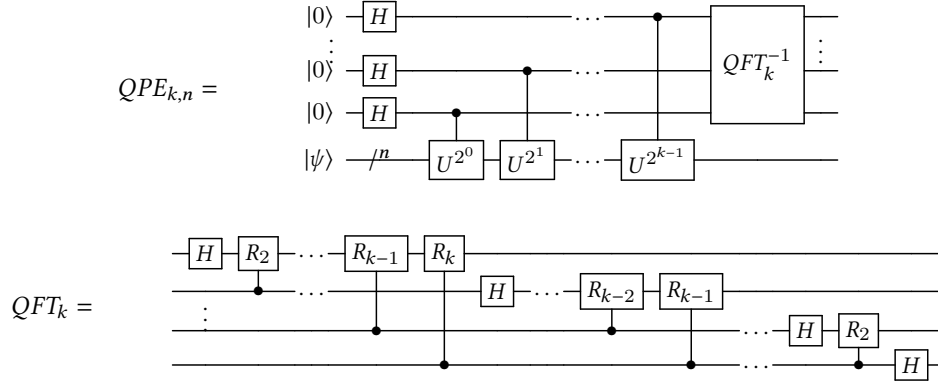 |0⟩ H ... QFT_k^{-1}
⋮ ⋮
|0⟩ H ...
QPE_{k,n} =
|0⟩ H ...
|ψ⟩ /^n U^{2^0} U^{2^1} ... U^{2^{k-1}}
H R_2 ... R_{k-1} R_k
... H ... R_{k-2} R_{k-1}
QFT_k =
⋮ ... H R_2
... H